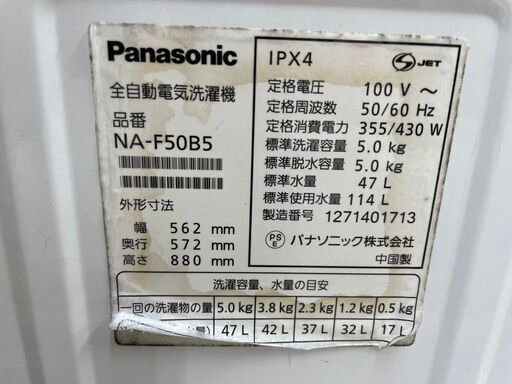 Panasonic
全自動電気洗濯機
品番
NA-F50B5
外形寸法
幅 562 mm
奥行 572 mm
高さ 880 mm
IPX4
S JET
定格電圧 100 V ～
定格周波数 50/60 Hz
定格消費電力 355/430 W
標準洗濯容量 5.0 kg
標準脱水容量 5.0 kg
標準水量 47 L
標準使用水量 114 L
製造番号 1271401713
PS E パナソニック株式会社
中国製
洗濯容量、水量の目安
一回の洗濯物の量 5.0 kg 3.8 kg 2.3 kg 1.2 kg 0.5 kg
47 L 42 L 37 L 32 L 17 L